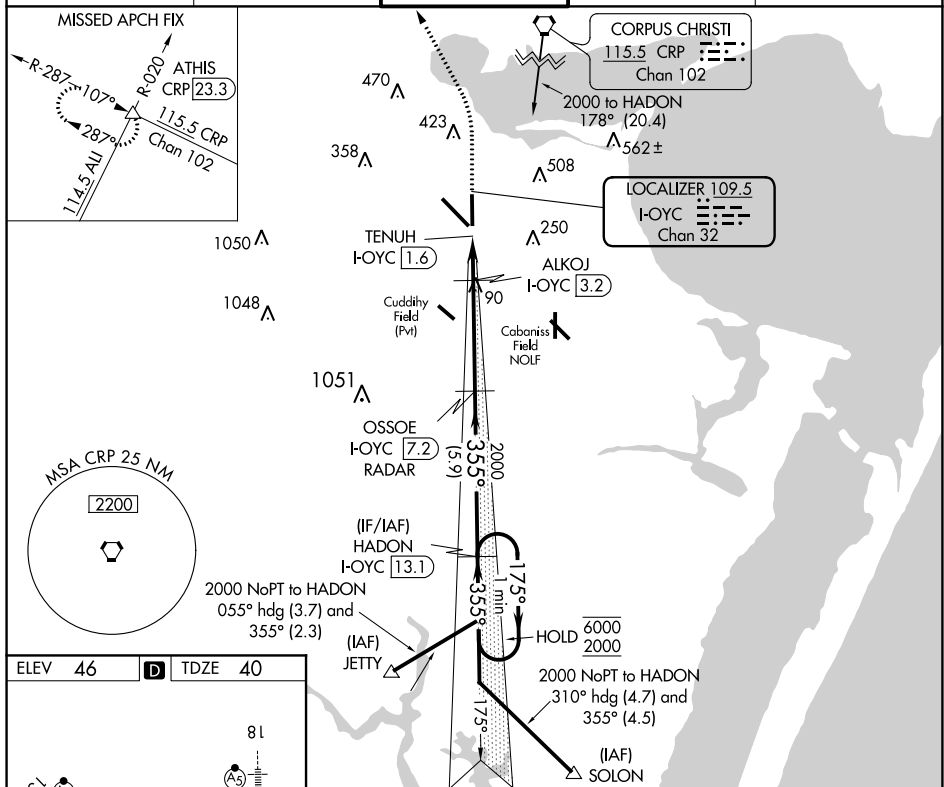 MISSED APCH FIX
R-020
ATHIS
CRP 23.3
R-287
107°
287°
115.5 CRP
Chan 102
114.5 ALI
CORPUS CHRISTI
115.5 CRP
Chan 102
2000 to HADON
178° (20.4)
470
423
358
562 ±
508
LOCALIZER 109.5
I-OYC
Chan 32
250
1050
TENUH
I-OYC 1.6
ALKOJ
I-OYC 3.2
90
1048
Cuddihy
Field
(Pvt)
Cabaniss
Field
NOLF
1051
OSSOE
I-OYC 7.2
RADAR
355°
2000
(5.9)
MSA CRP 25 NM
2200
(IF/IAF)
HADON
I-OYC 13.1
175°
1 min
355°
2000 NoPT to HADON
055° hdg (3.7) and
355° (2.3)
(IAF)
JETTY
HOLD 6000
2000
2000 NoPT to HADON
310° hdg (4.7) and
355° (4.5)
175°
(IAF)
SOLON
ELEV 46 D TDZE 40
18
A5